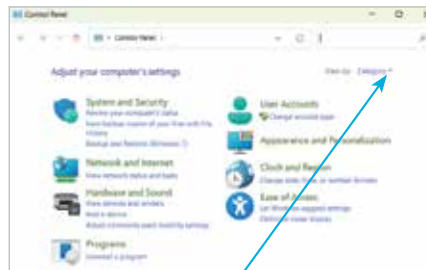 Control Panel
Control Panel
Adjust your computer's settings
View by: Category
System and Security
Review your computer's status
Save backup copies of your files with File History
Backup and Restore (Windows 7)
Network and Internet
View network status and tasks
Hardware and Sound
View devices and printers
Add a device
Adjust commonly used mobility settings
Programs
Uninstall a program
User Accounts
Change account type
Appearance and Personalization
Clock and Region
Change date, time, or number formats
Ease of Access
Let Windows suggest settings
Optimize visual display